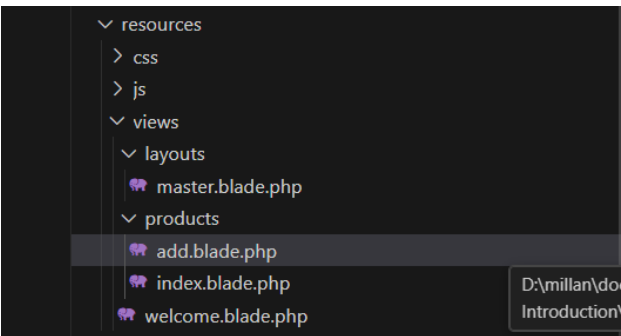 resources
css
js
views
layouts
master.blade.php
products
add.blade.php
index.blade.php
D:\millan\do
welcome.blade.php
Introduction\